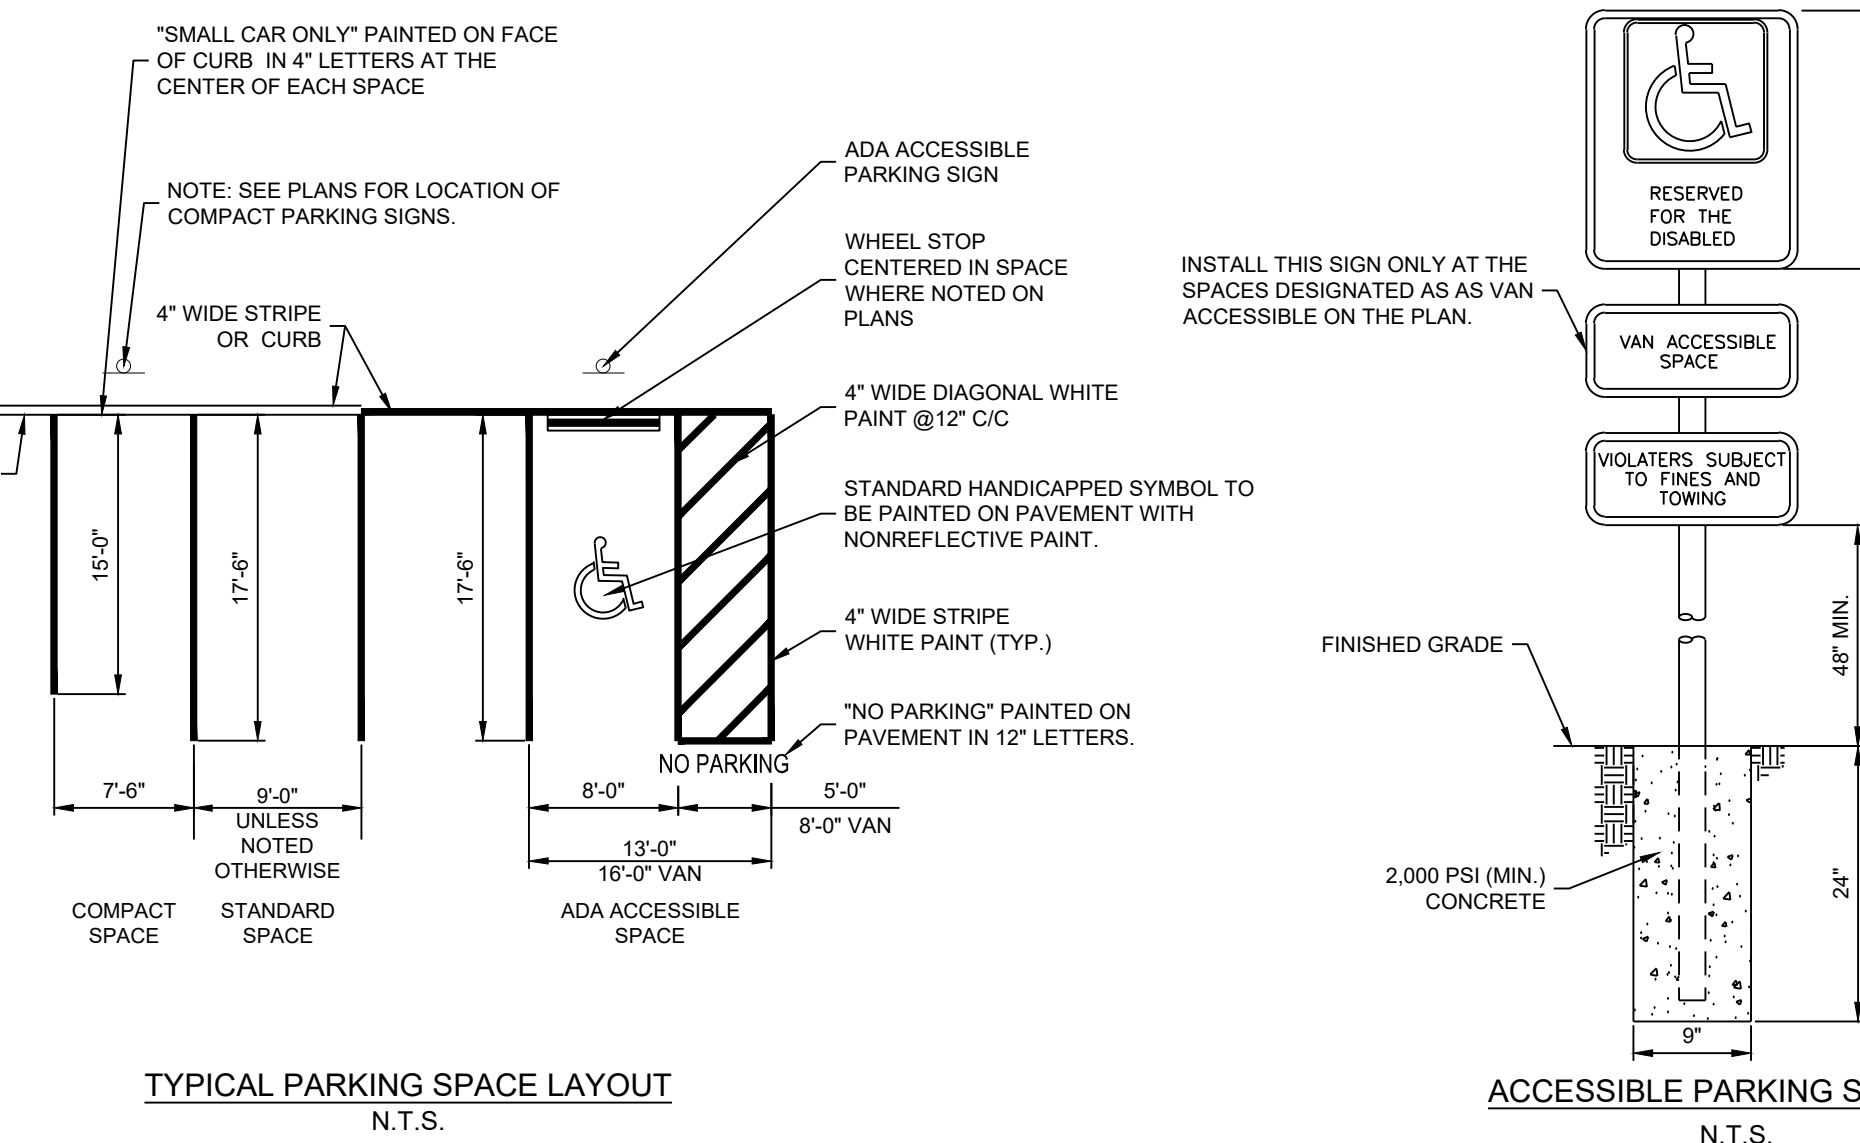 "SMALL CAR ONLY" PAINTED ON FACE
OF CURB IN 4" LETTERS AT THE
CENTER OF EACH SPACE
NOTE: SEE PLANS FOR LOCATION OF
COMPACT PARKING SIGNS.
4" WIDE STRIPE
OR CURB
ADA ACCESSIBLE
PARKING SIGN
WHEEL STOP
CENTERED IN SPACE
WHERE NOTED ON
PLANS
4" WIDE DIAGONAL WHITE
PAINT @12" C/C
STANDARD HANDICAPPED SYMBOL TO
BE PAINTED ON PAVEMENT WITH
NONREFLECTIVE PAINT.
4" WIDE STRIPE
WHITE PAINT (TYP.)
"NO PARKING" PAINTED ON
PAVEMENT IN 12" LETTERS.
15'-0"
17'-6"
17'-6"
NO PARKING
7'-6"
9'-0"
UNLESS
NOTED
OTHERWISE
8'-0"
5'-0"
8'-0" VAN
13'-0"
16'-0" VAN
COMPACT
SPACE
STANDARD
SPACE
ADA ACCESSIBLE
SPACE
TYPICAL PARKING SPACE LAYOUT
N.T.S.
RESERVED
FOR THE
DISABLED
INSTALL THIS SIGN ONLY AT THE
SPACES DESIGNATED AS AS VAN
ACCESSIBLE ON THE PLAN.
VAN ACCESSIBLE
SPACE
VIOLATERS SUBJECT
TO FINES AND
TOWING
48" MIN.
FINISHED GRADE
2,000 PSI (MIN.)
CONCRETE
24"
9"
ACCESSIBLE PARKING S
N.T.S.